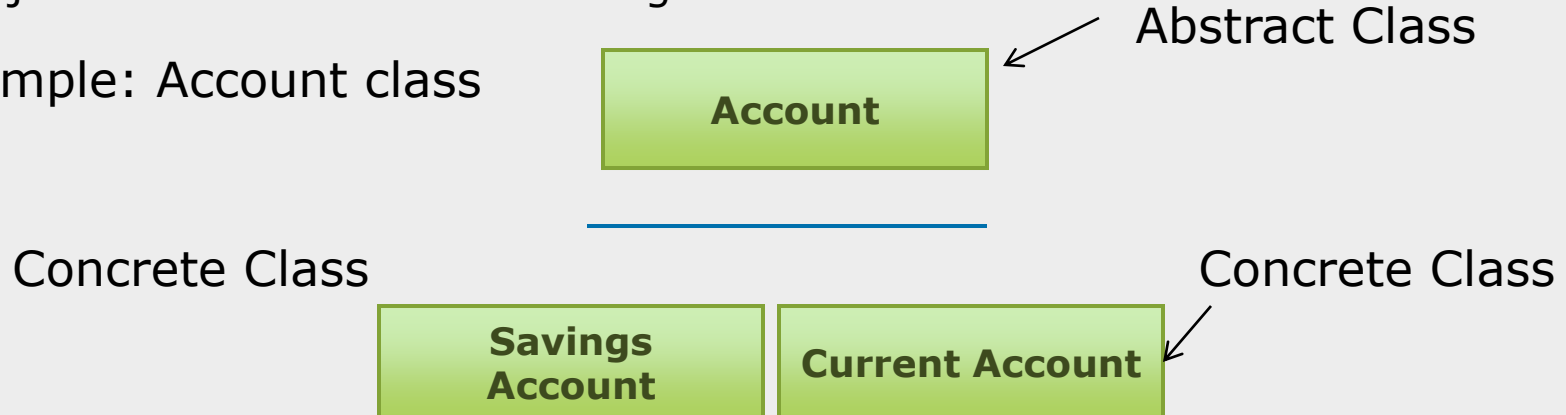 Abstract Class
mple: Account class
Account
Concrete Class
Concrete Class
Savings
Account
Current Account